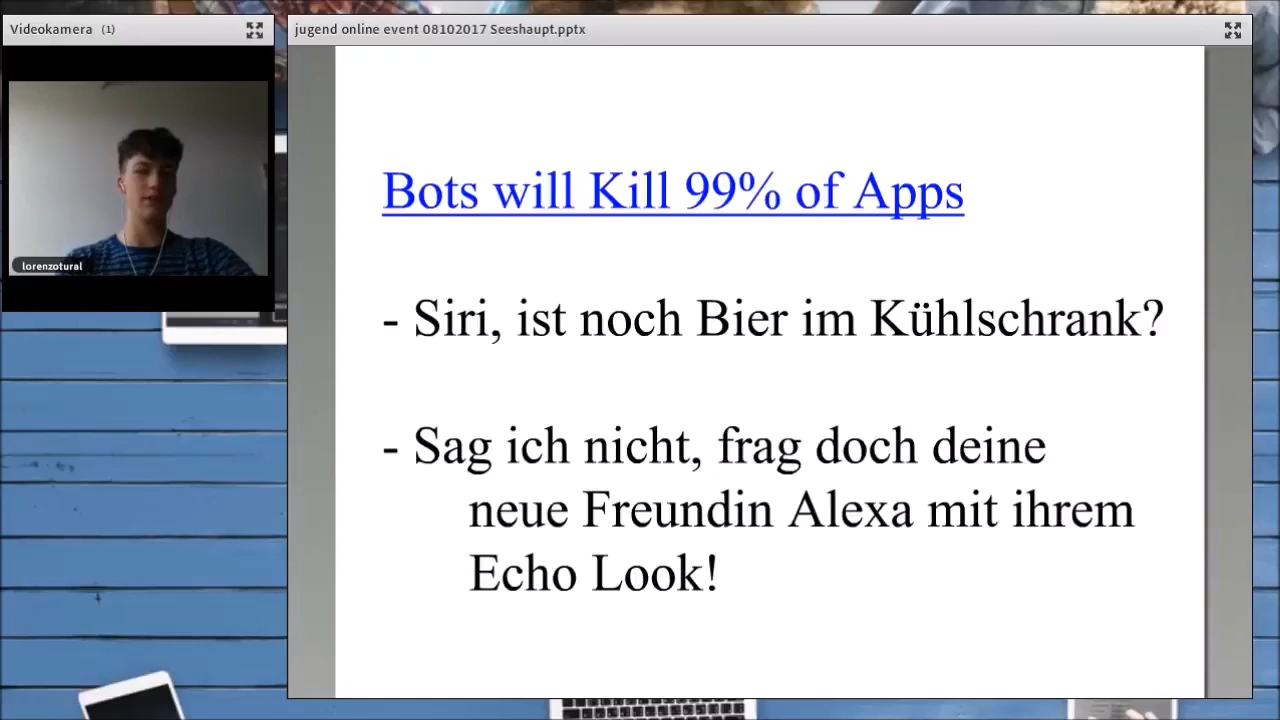 Videokamera (1)
lorenzotural
jugend online event 08102017 Seeshaupt.pptx
Bots will Kill 99% of Apps
- Siri, ist noch Bier im Kühlschrank?
- Sag ich nicht, frag doch deine
neue Freundin Alexa mit ihrem
Echo Look!